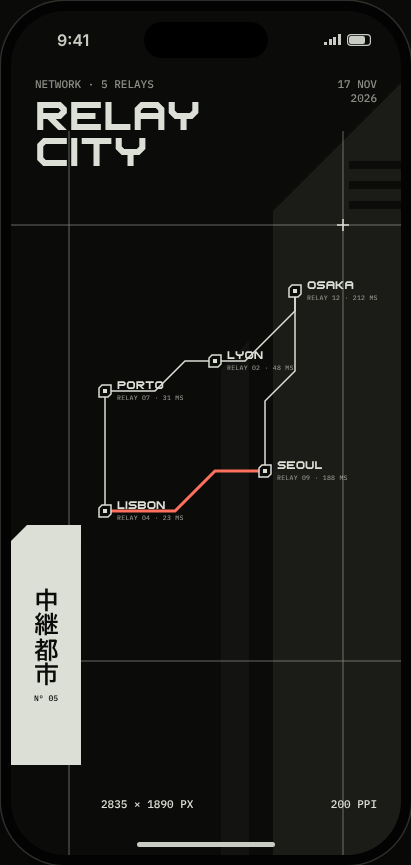 9:41
NETWORK · 5 RELAYS
17 NOV
2026
RELAY
CITY
OSAKA
RELAY 12 · 212 MS
LYON
RELAY 02 · 48 MS
PORTO
RELAY 07 · 31 MS
SEOUL
RELAY 09 · 188 MS
LISBON
RELAY 04 · 23 MS
中継都市
Nº 05
2835 × 1890 PX
200 PPI